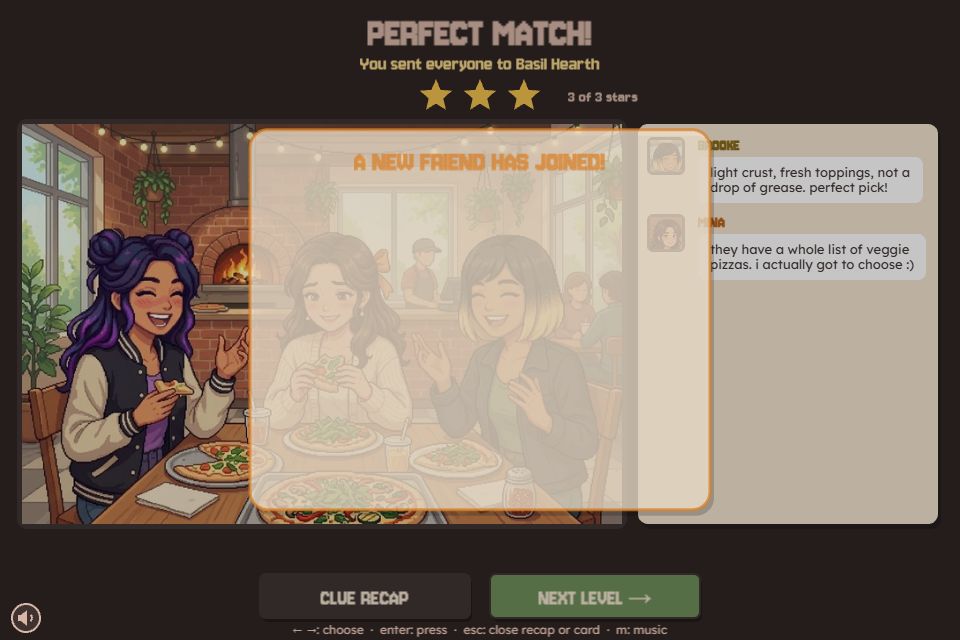 PERFECT MATCH!
You sent everyone to Basil Hearth
3 of 3 stars
A NEW FRIEND HAS JOINED!
BROOKE
light crust, fresh toppings, not a
drop of grease. perfect pick!
MINA
they have a whole list of veggie
pizzas. i actually got to choose :)
CLUE RECAP
NEXT LEVEL →
← →: choose · enter: press · esc: close recap or card · m: music